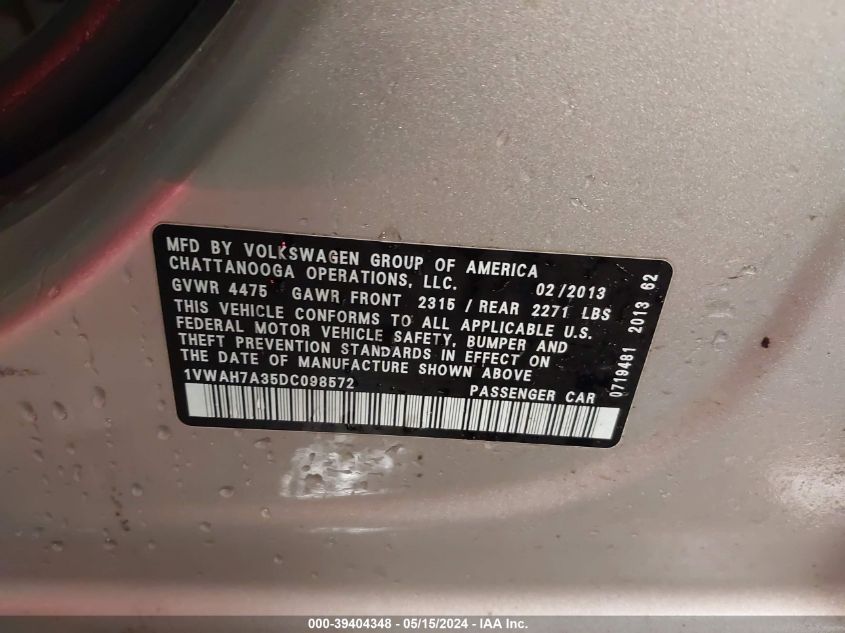 MFD BY VOLKSWAGEN GROUP OF AMERICA
CHATTANOOGA OPERATIONS, LLC. 02/2013
GVWR 4475 GAWR FRONT 2315 / REAR 2271 LBS
THIS VEHICLE CONFORMS TO ALL APPLICABLE U.S.
FEDERAL MOTOR VEHICLE SAFETY, BUMPER AND
THEFT PREVENTION STANDARDS IN EFFECT ON
THE DATE OF MANUFACTURE SHOWN ABOVE
1VWAH7A35DC098572 PASSENGER CAR
0719481 2013 62
000-39404348 - 05/15/2024 - IAA Inc.